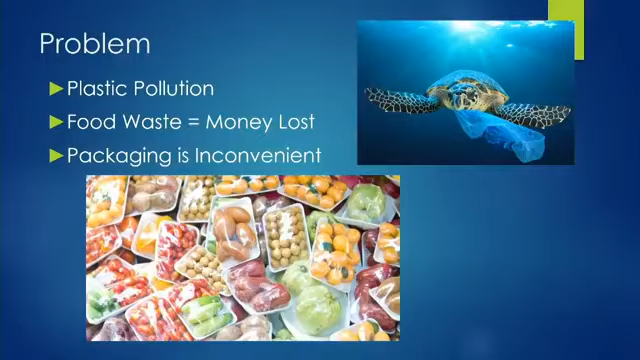 Problem
Plastic Pollution
Food Waste = Money Lost
Packaging is Inconvenient